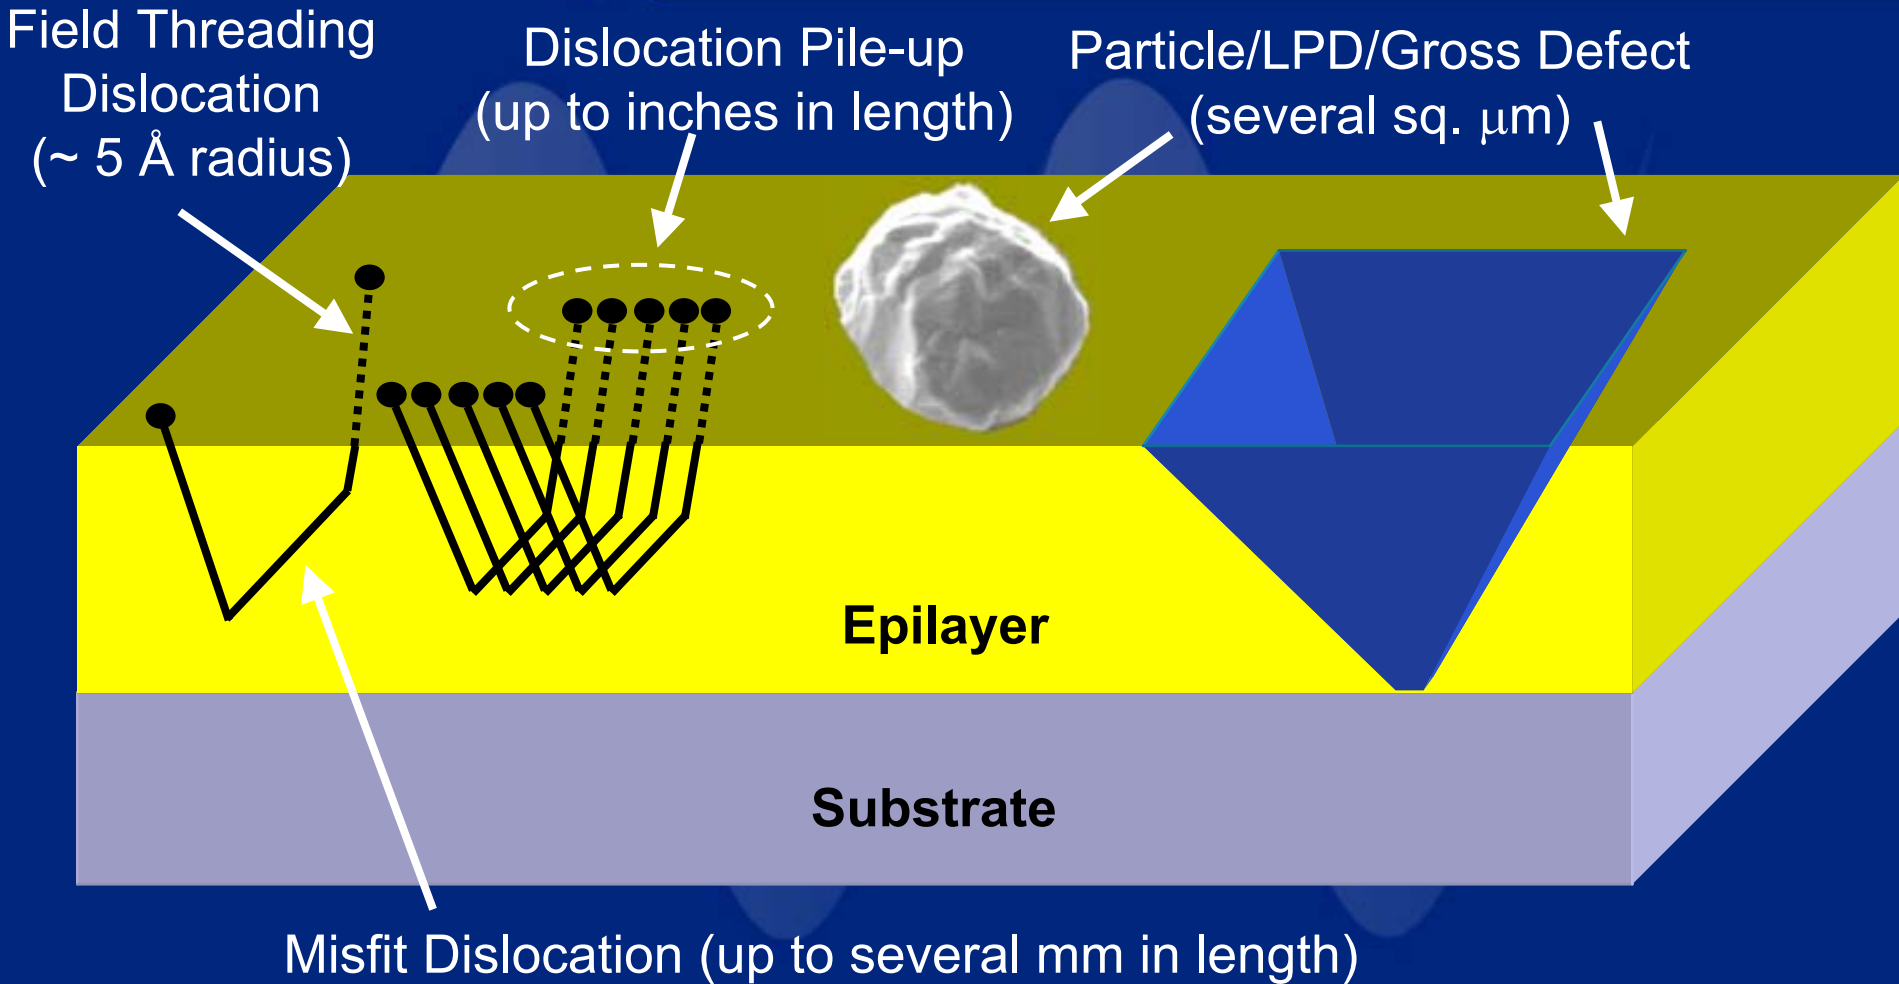 Field Threading
Dislocation
(~ 5 Å radius)
Dislocation Pile-up
(up to inches in length)
Particle/LPD/Gross Defect
(several sq. μm)
Epilayer
Substrate
Misfit Dislocation (up to several mm in length)